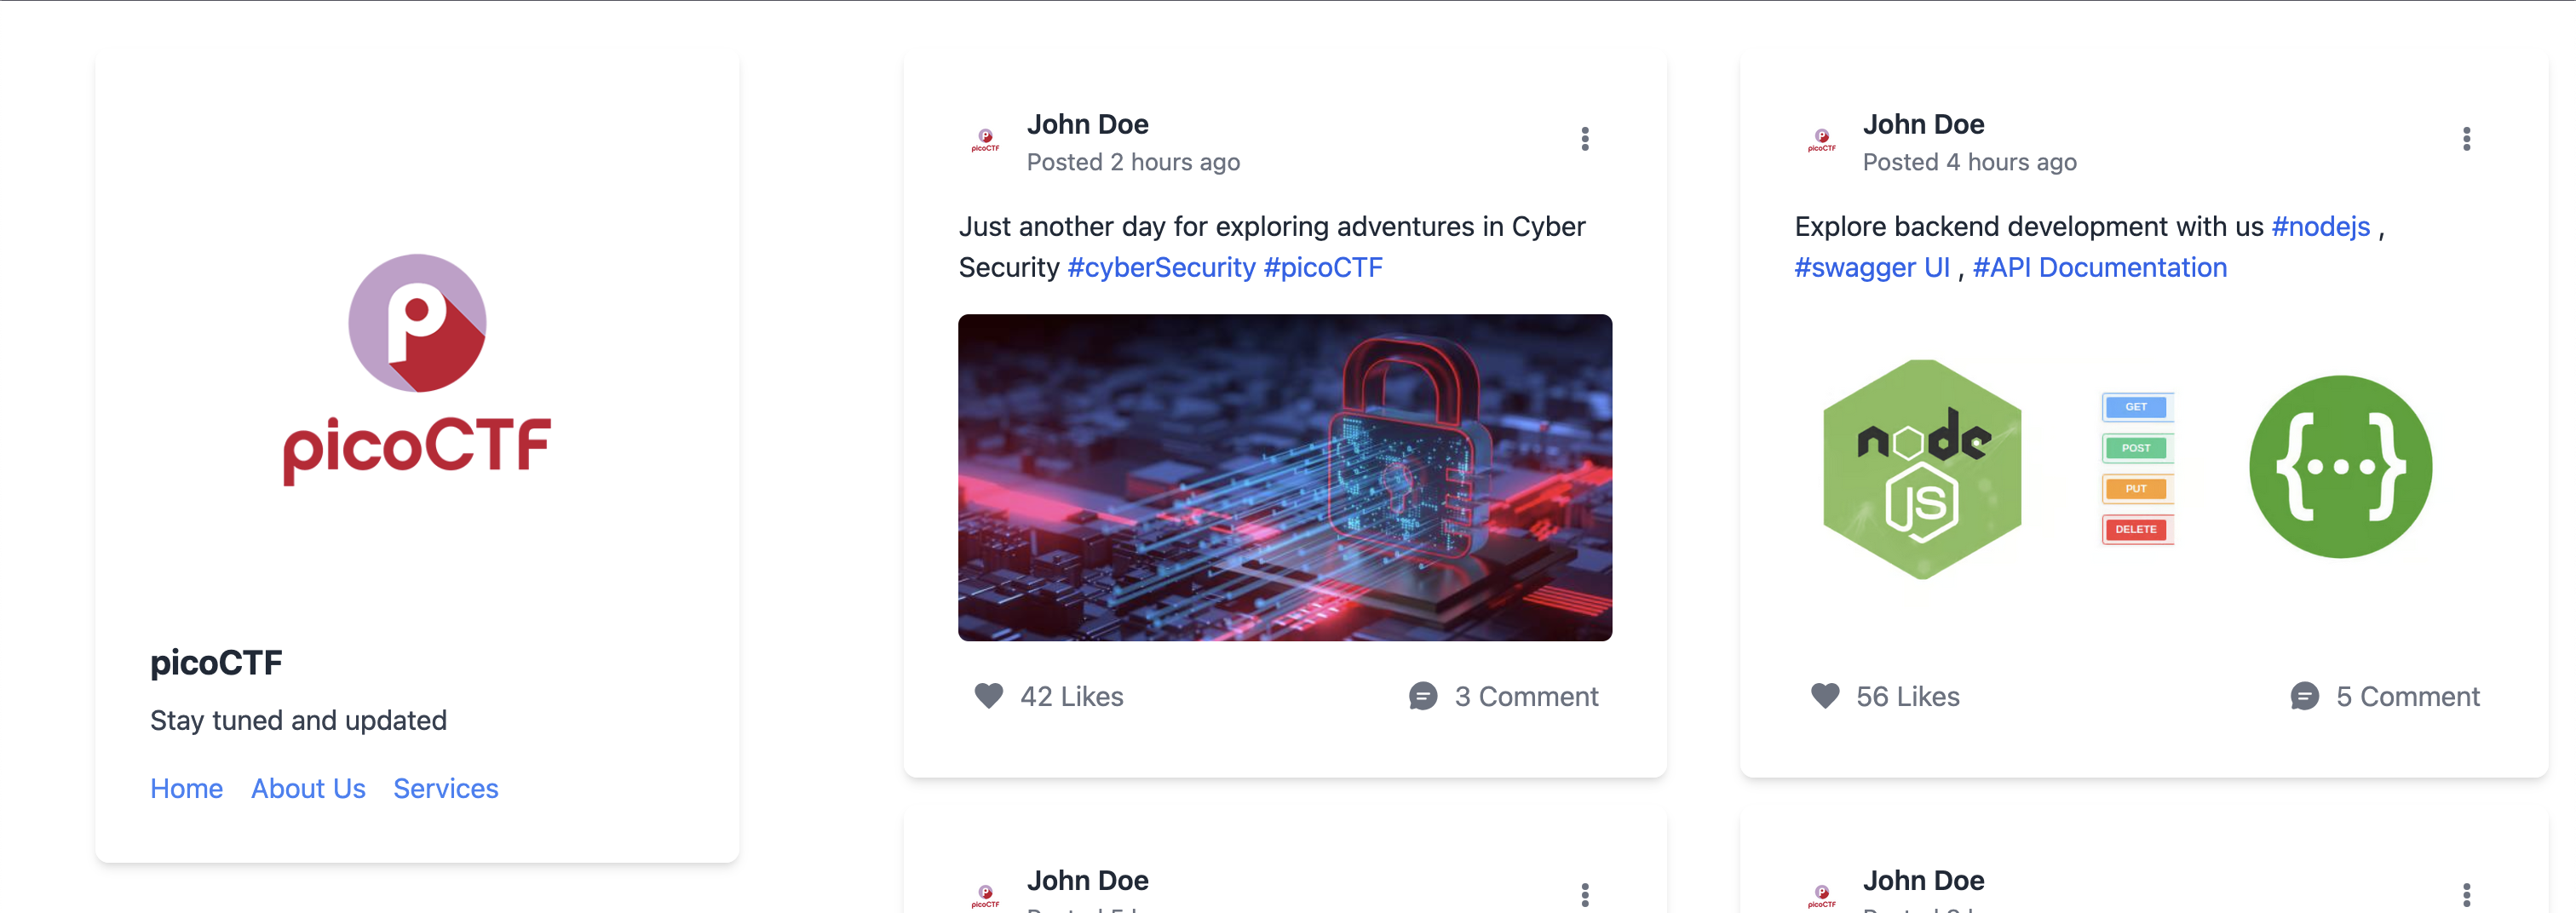 picoCTF
picoCTF
Stay tuned and updated
Home About Us Services
picoCTF
John Doe
Posted 2 hours ago
Just another day for exploring adventures in Cyber
Security #cyberSecurity #picoCTF
42 Likes 3 Comment
picoCTF
John Doe
Posted 4 hours ago
Explore backend development with us #nodejs ,
#swagger UI , #API Documentation
node
JS
GET
POST
PUT
DELETE
{...}
56 Likes 5 Comment
picoCTF
John Doe
picoCTF
John Doe